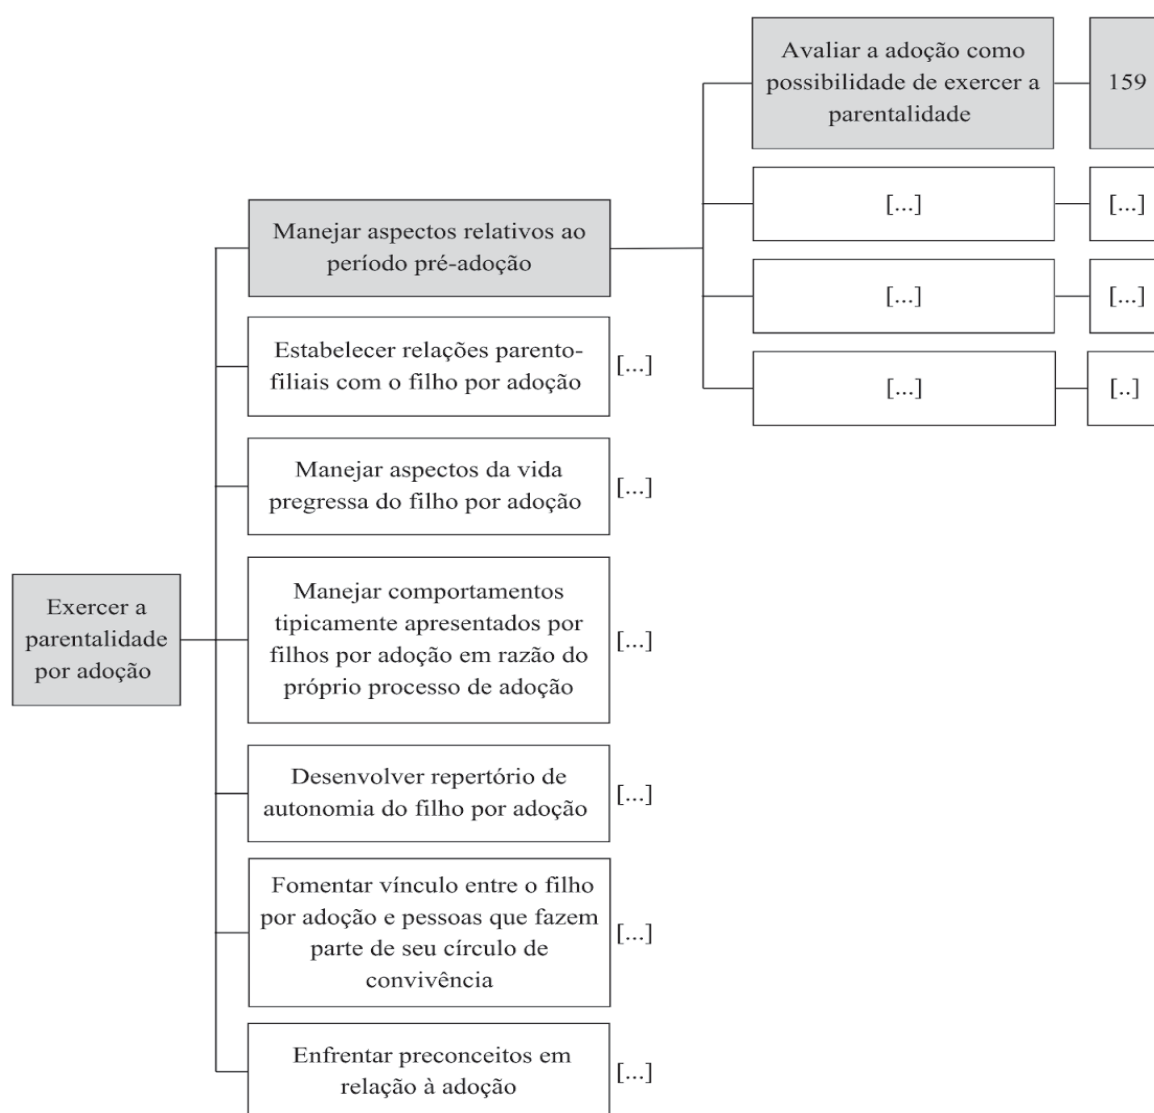 Avaliar a adoção como
possibilidade de exercer a
parentalidade
159
[...]
[...]
Manejar aspectos relativos ao
período pré-adoção
[...]
[...]
Estabelecer relações parento-
filiais com o filho por adoção
[...]
[...]
[..]
Manejar aspectos da vida
pregressa do filho por adoção
[...]
Exercer a
parentalidade
por adoção
Manejar comportamentos
tipicamente apresentados por
filhos por adoção em razão do
próprio processo de adoção
[...]
Desenvolver repertório de
autonomia do filho por adoção
[...]
Fomentar vínculo entre o filho
por adoção e pessoas que fazem
parte de seu círculo de
convivência
[...]
Enfrentar preconceitos em
relação à adoção
[...]